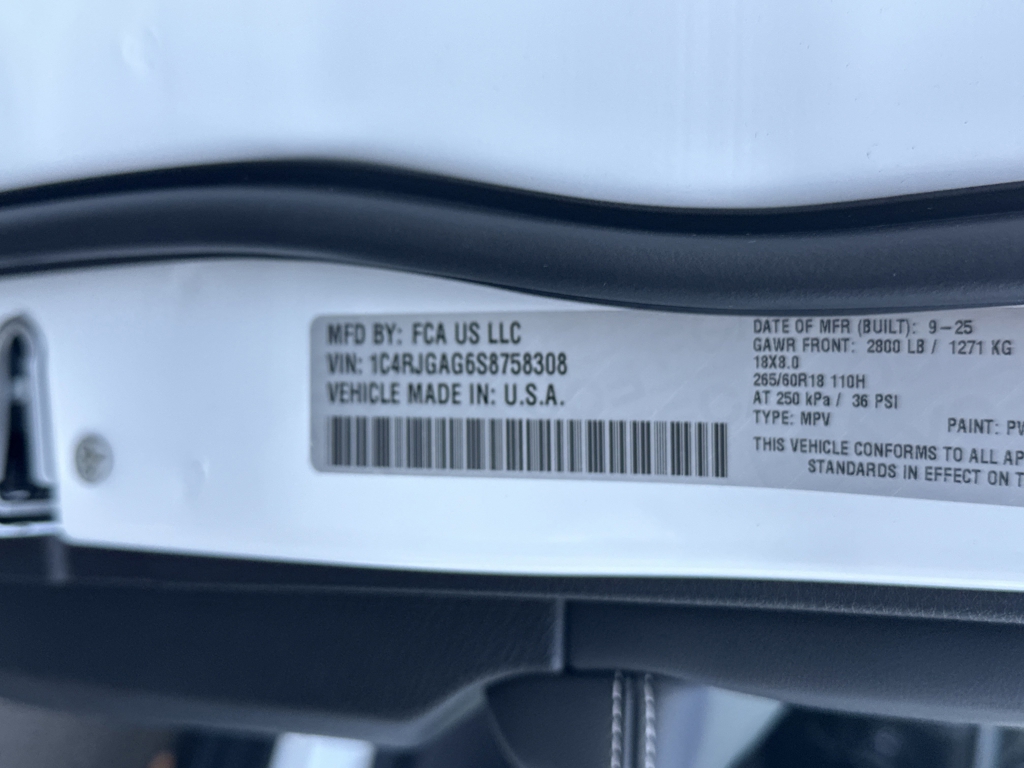 MFD BY: FCA US LLC
VIN: 1C4RJGAG6S8758308
VEHICLE MADE IN: U.S.A.
DATE OF MFR (BUILT): 9-25
GAWR FRONT: 2800 LB / 1271 KG
18X8.0
265/60R18 110H
AT 250 kPa / 36 PSI
TYPE: MPV
PAINT: PW
THIS VEHICLE CONFORMS TO ALL AP
STANDARDS IN EFFECT ON T